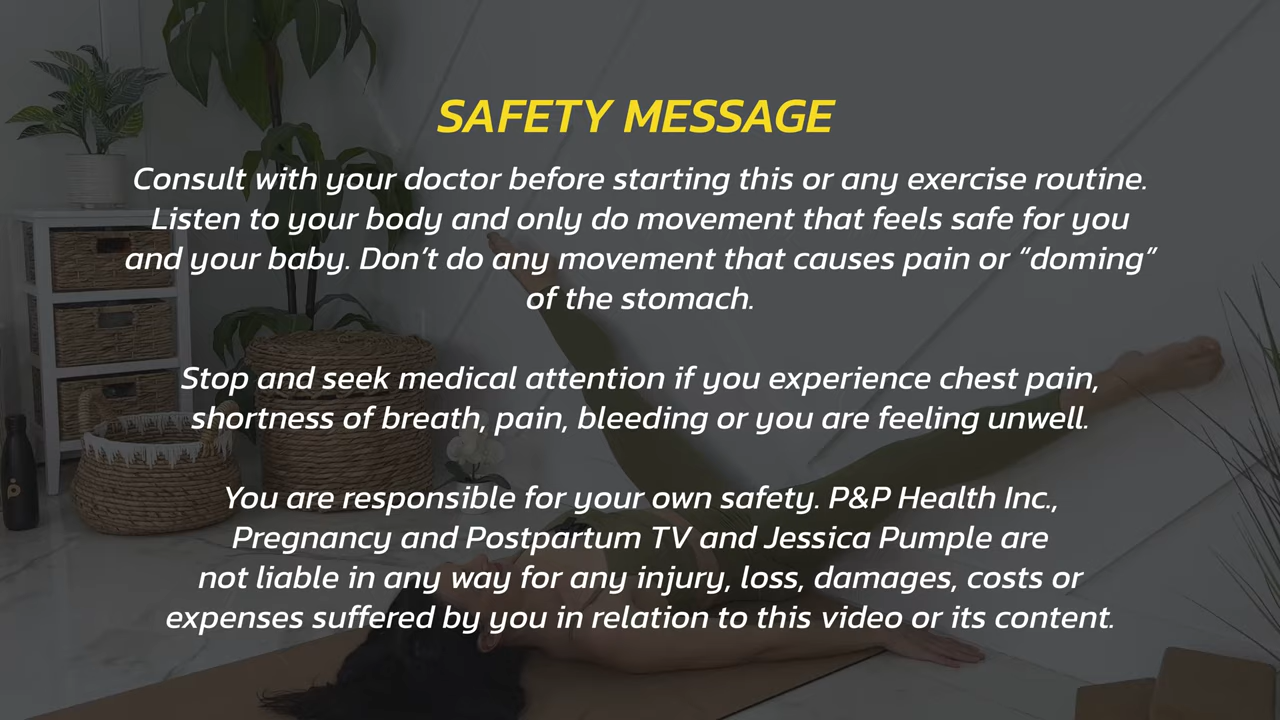 SAFETY MESSAGE
Consult with your doctor before starting this or any exercise routine.
Listen to your body and only do movement that feels safe for you
and your baby. Don’t do any movement that causes pain or “doming”
of the stomach.
Stop and seek medical attention if you experience chest pain,
shortness of breath, pain, bleeding or you are feeling unwell.
You are responsible for your own safety. P&P Health Inc.,
Pregnancy and Postpartum TV and Jessica Pumple are
not liable in any way for any injury, loss, damages, costs or
expenses suffered by you in relation to this video or its content.